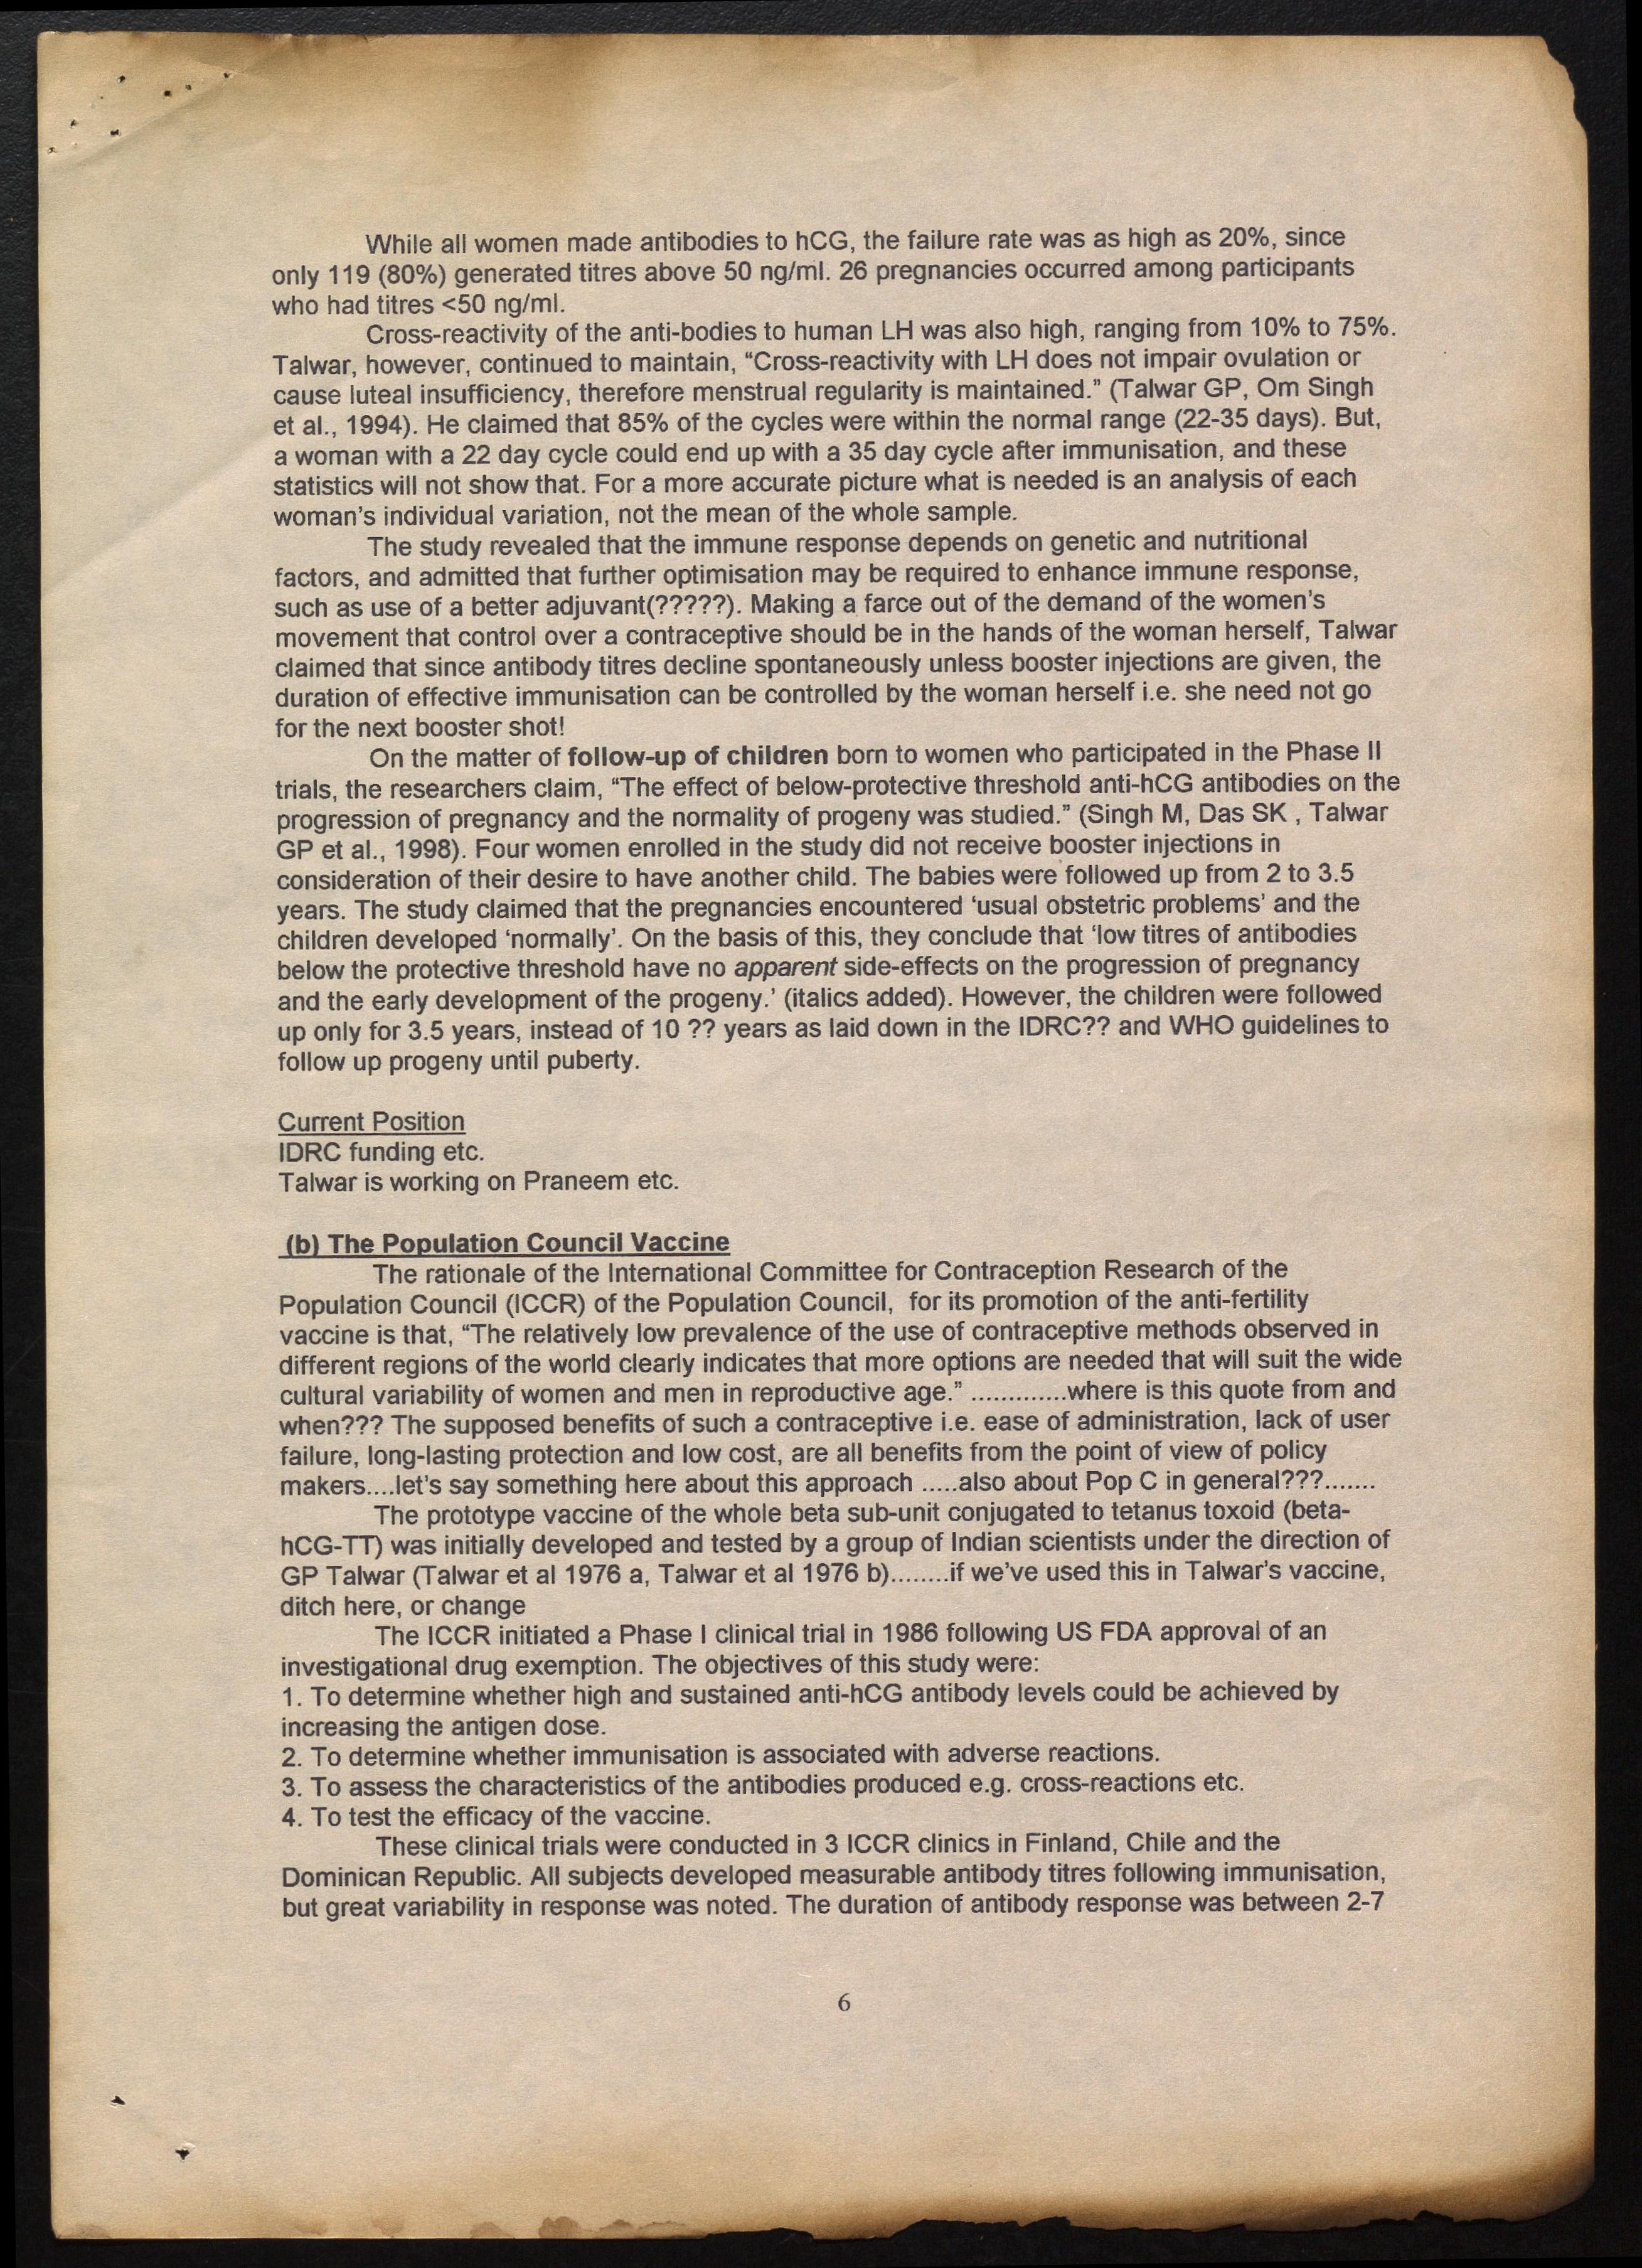 While all women made antibodies to hCG, the failure rate was as high as 20%, since
only 119 (80%) generated titres above 50 ng/ml. 26 pregnancies occurred among participants
who had titres <50 ng/ml.
Cross-reactivity of the anti-bodies to human LH was also high, ranging from 10% to 75%.
Talwar, however, continued to maintain, “Cross-reactivity with LH does not impair ovulation or
cause luteal insufficiency, therefore menstrual regularity is maintained.” (Talwar GP, Om Singh
et al., 1994). He claimed that 85% of the cycles were within the normal range (22-35 days). But,
a woman with a 22 day cycle could end up with a 35 day cycle after immunisation, and these
statistics will not show that. For a more accurate picture what is needed is an analysis of each
woman’s individual variation, not the mean of the whole sample.
The study revealed that the immune response depends on genetic and nutritional
factors, and admitted that further optimisation may be required to enhance immune response,
such as use of a better adjuvant(?????). Making a farce out of the demand of the women’s
movement that control over a contraceptive should be in the hands of the woman herself, Talwar
claimed that since antibody titres decline spontaneously unless booster injections are given, the
duration of effective immunisation can be controlled by the woman herself i.e. she need not go
for the next booster shot!
On the matter of follow-up of children born to women who participated in the Phase II
trials, the researchers claim, “The effect of below-protective threshold anti-hCG antibodies on the
progression of pregnancy and the normality of progeny was studied.” (Singh M, Das SK , Talwar
GP et al., 1998). Four women enrolled in the study did not receive booster injections in
consideration of their desire to have another child. The babies were followed up from 2 to 3.5
years. The study claimed that the pregnancies encountered ‘usual obstetric problems’ and the
children developed ‘normally’. On the basis of this, they conclude that ‘low titres of antibodies
below the protective threshold have no apparent side-effects on the progression of pregnancy
and the early development of the progeny.’ (italics added). However, the children were followed
up only for 3.5 years, instead of 10 ?? years as laid down in the IDRC?? and WHO guidelines to
follow up progeny until puberty.
Current Position
IDRC funding etc.
Talwar is working on Praneem etc.
(b) The Population Council Vaccine
The rationale of the International Committee for Contraception Research of the
Population Council (ICCR) of the Population Council,  for its promotion of the anti-fertility
vaccine is that, “The relatively low prevalence of the use of contraceptive methods observed in
different regions of the world clearly indicates that more options are needed that will suit the wide
cultural variability of women and men in reproductive age.” .............where is this quote from and
when??? The supposed benefits of such a contraceptive i.e. ease of administration, lack of user
failure, long-lasting protection and low cost, are all benefits from the point of view of policy
makers....let’s say something here about this approach .....also about Pop C in general???.......
The prototype vaccine of the whole beta sub-unit conjugated to tetanus toxoid (beta-
hCG-TT) was initially developed and tested by a group of Indian scientists under the direction of
GP Talwar (Talwar et al 1976 a, Talwar et al 1976 b)........if we’ve used this in Talwar’s vaccine,
ditch here, or change
The ICCR initiated a Phase I clinical trial in 1986 following US FDA approval of an
investigational drug exemption. The objectives of this study were:
1. To determine whether high and sustained anti-hCG antibody levels could be achieved by
increasing the antigen dose.
2. To determine whether immunisation is associated with adverse reactions.
3. To assess the characteristics of the antibodies produced e.g. cross-reactions etc.
4. To test the efficacy of the vaccine.
These clinical trials were conducted in 3 ICCR clinics in Finland, Chile and the
Dominican Republic. All subjects developed measurable antibody titres following immunisation,
but great variability in response was noted. The duration of antibody response was between 2-7
6